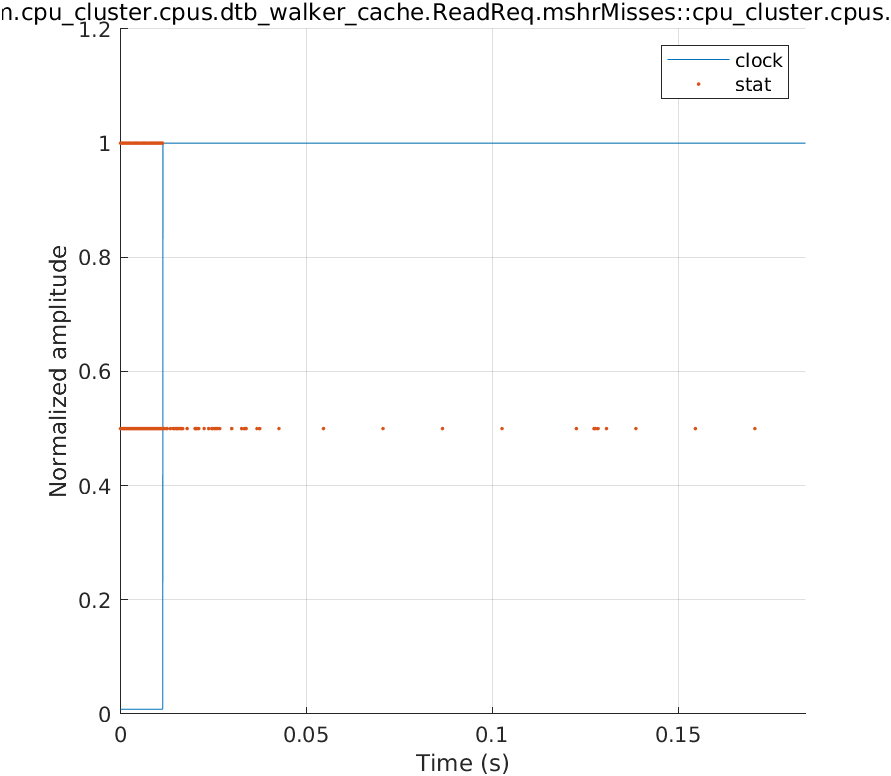 n.cpu_cluster.cpus.dtb_walker_cache.ReadReq.mshrMisses::cpu_cluster.cpus.
1.2
clock
stat
1
0.8
0.6
0.4
0.2
0
Normalized amplitude
0
0.05
0.1
0.15
Time (s)